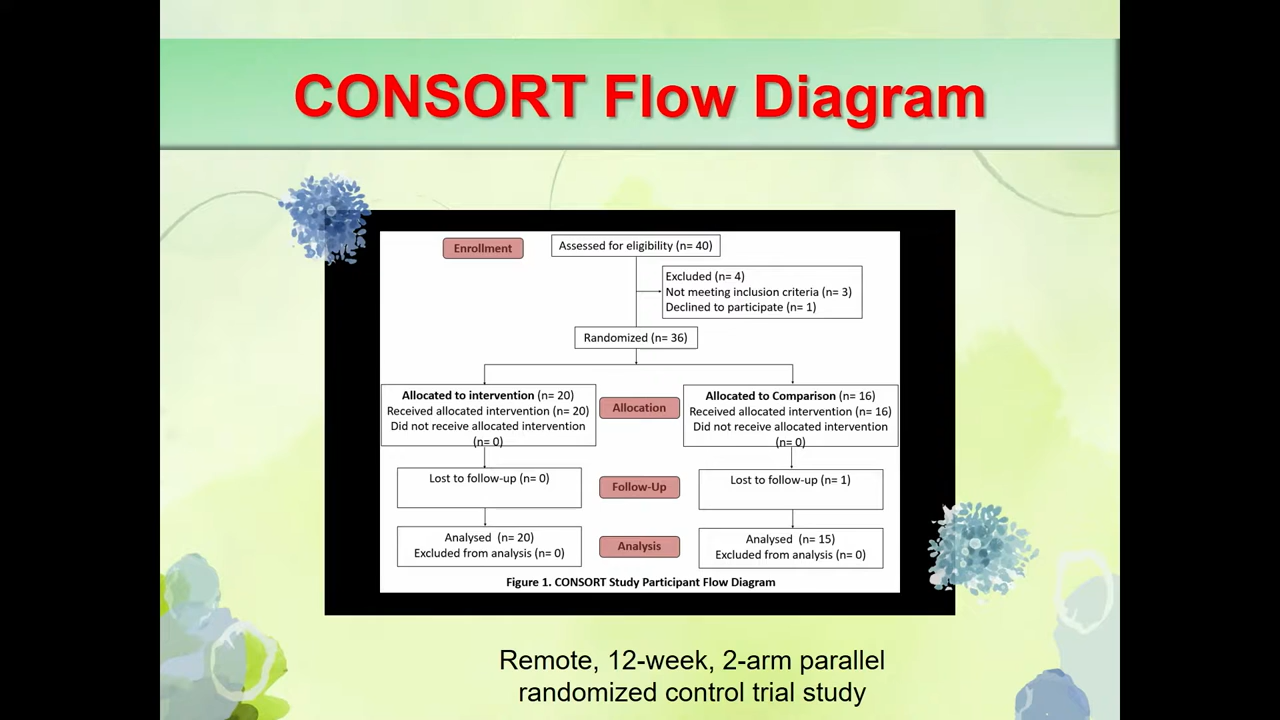 CONSORT Flow Diagram
Enrollment
Assessed for eligibility (n= 40)
Excluded (n= 4)
Not meeting inclusion criteria (n= 3)
Declined to participate (n= 1)
Randomized (n= 36)
Allocated to intervention (n= 20)
Received allocated intervention (n= 20)
Did not receive allocated intervention
(n= 0)
Allocation
Allocated to Comparison (n= 16)
Received allocated intervention (n= 16)
Did not receive allocated intervention
(n= 0)
Lost to follow-up (n= 0)
Follow-Up
Lost to follow-up (n= 1)
Analysed (n= 20)
Excluded from analysis (n= 0)
Analysis
Analysed (n= 15)
Excluded from analysis (n= 0)
Figure 1. CONSORT Study Participant Flow Diagram
Remote, 12-week, 2-arm parallel
randomized control trial study